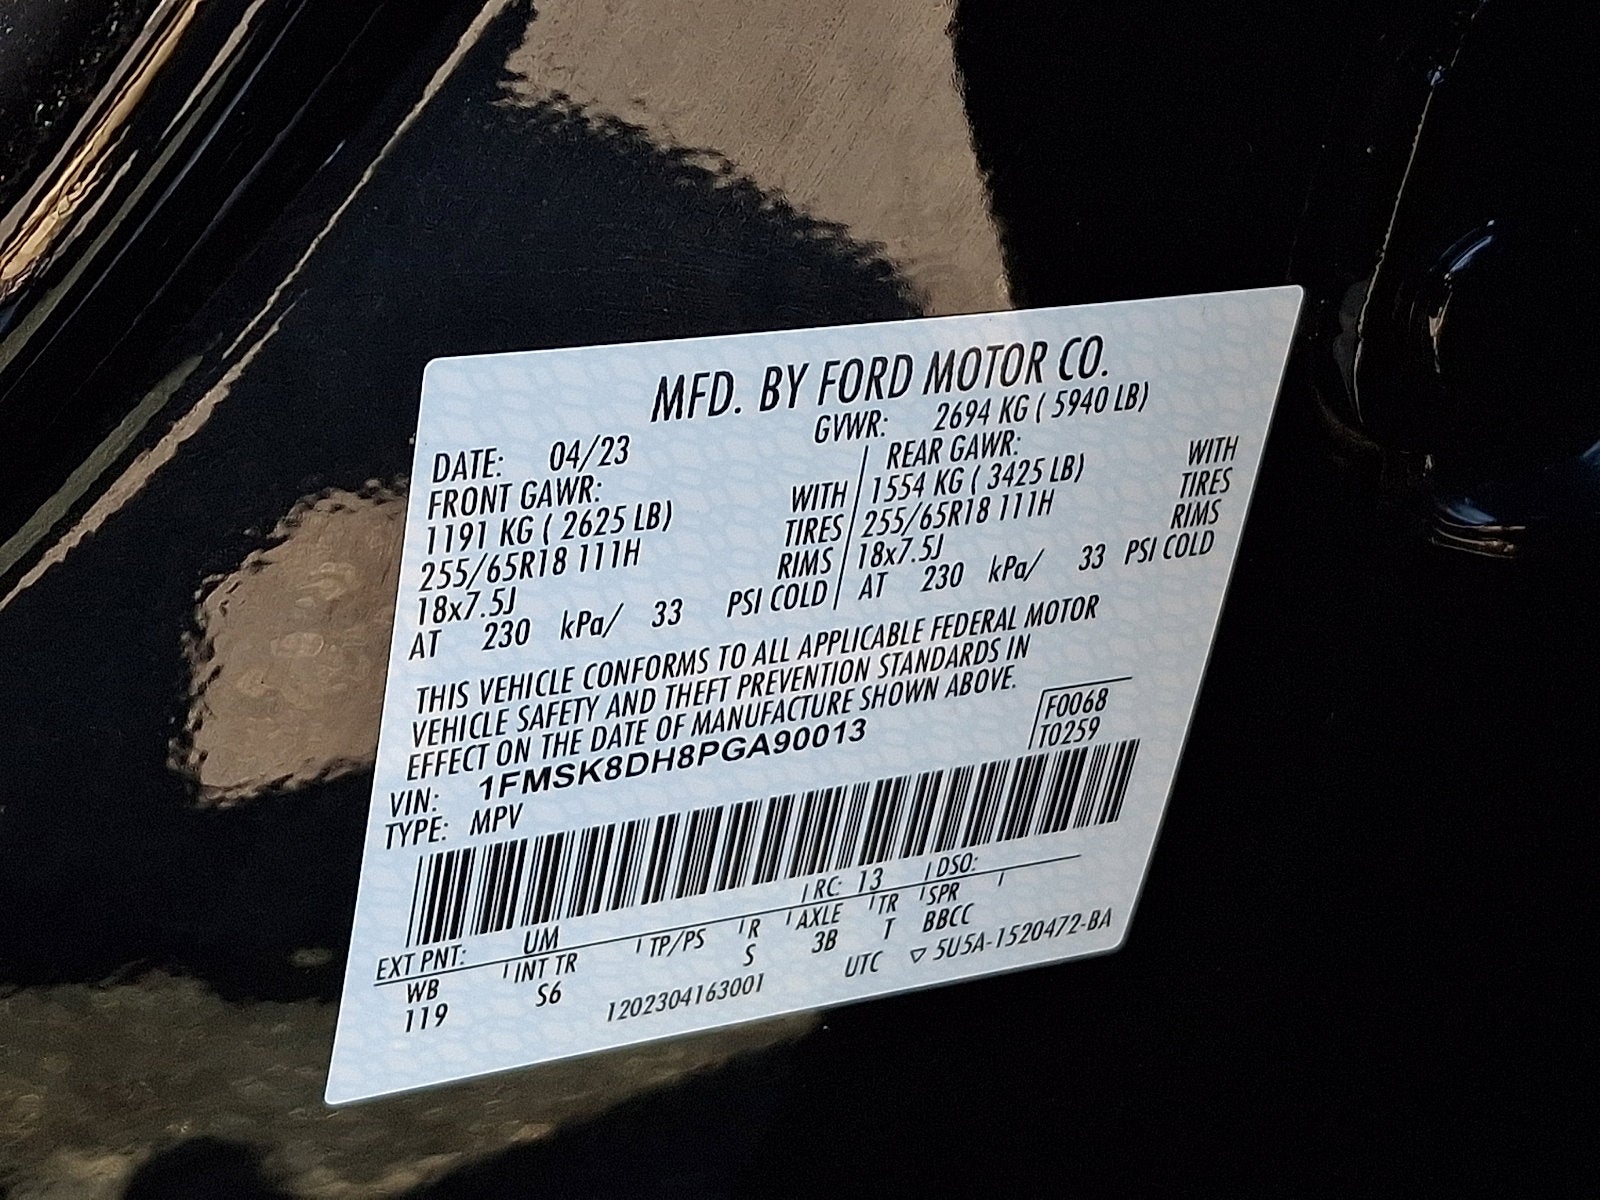 MFD. BY FORD MOTOR CO.
DATE: 04/23 GVWR: 2694 KG ( 5940 LB)
FRONT GAWR: REAR GAWR:
1191 KG ( 2625 LB) WITH 1554 KG ( 3425 LB) WITH
255/65R18 111H TIRES 255/65R18 111H TIRES
18x7.5J RIMS 18x7.5J RIMS
AT 230 kPa/ 33 PSI COLD AT 230 kPa/ 33 PSI COLD
THIS VEHICLE CONFORMS TO ALL APPLICABLE FEDERAL MOTOR
VEHICLE SAFETY AND THEFT PREVENTION STANDARDS IN
EFFECT ON THE DATE OF MANUFACTURE SHOWN ABOVE.
VIN: 1FMSK8DH8PGA90013 F0068
TYPE: MPV T0259
EXT PNT: UM RC: 13 DSO:
WB INT TR TP/PS R AXLE TR SPR
119 S6 S 3B T BBCC
1202304163001 UTC ▽ 5U5A-1520472-BA